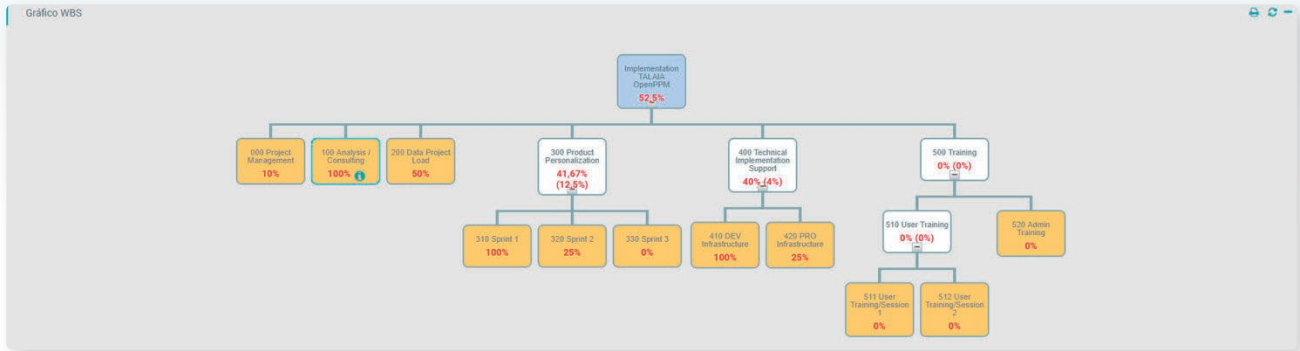 Gráfico WBS
Implementation
TALAIA
OpenPPM
52,5%
000 Project
Management
10%
100 Analysis /
Consulting
100%
200 Data Project
Load
50%
300 Product
Personalization
41,67%
(12,5%)
400 Technical
Implementation
Support
40% (4%)
500 Training
0% (0%)
310 Sprint 1
100%
320 Sprint 2
25%
330 Sprint 3
0%
410 DEV
Infrastructure
100%
420 PRO
Infrastructure
25%
510 User Training
0% (0%)
520 Admin
Training
0%
511 User
Training/Session
1
0%
512 User
Training/Session
2
0%